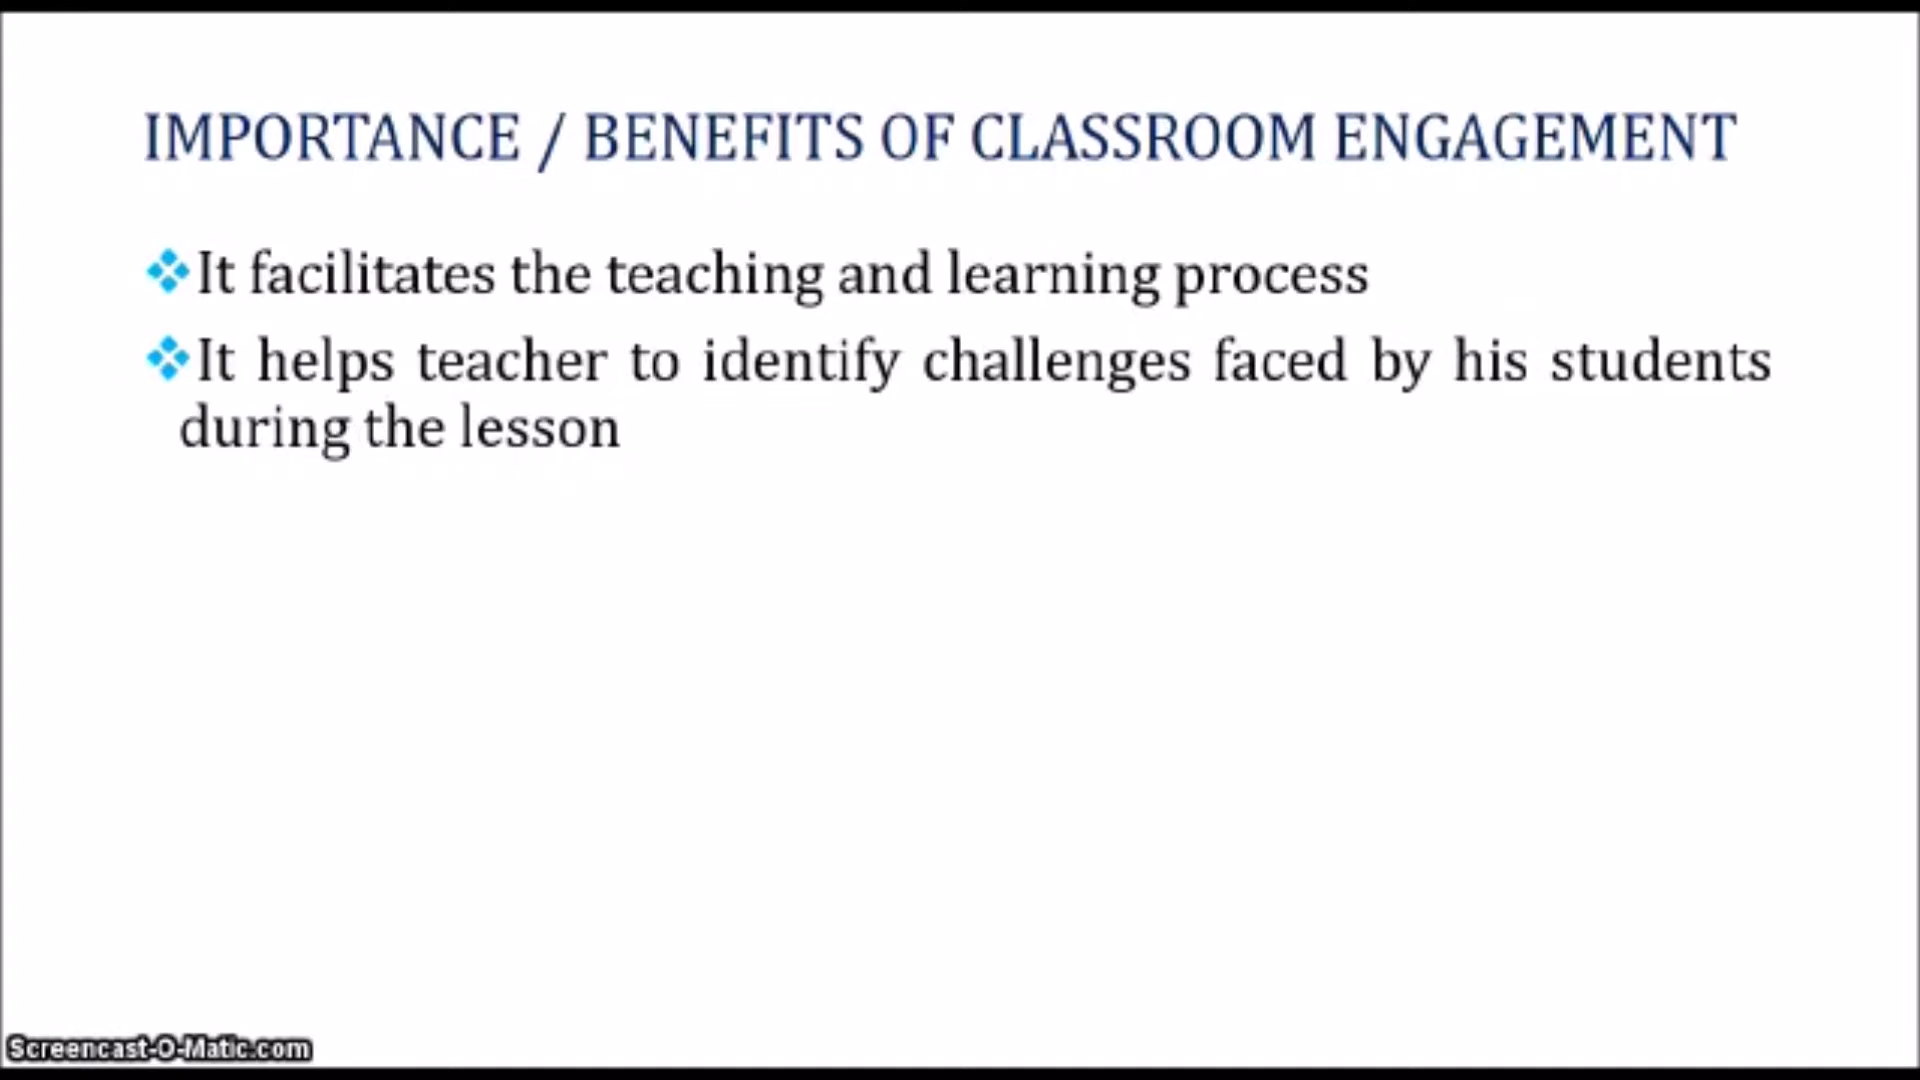 IMPORTANCE / BENEFITS OF CLASSROOM ENGAGEMENT
It facilitates the teaching and learning process
It helps teacher to identify challenges faced by his students
during the lesson
Screencast-O-Matic.com